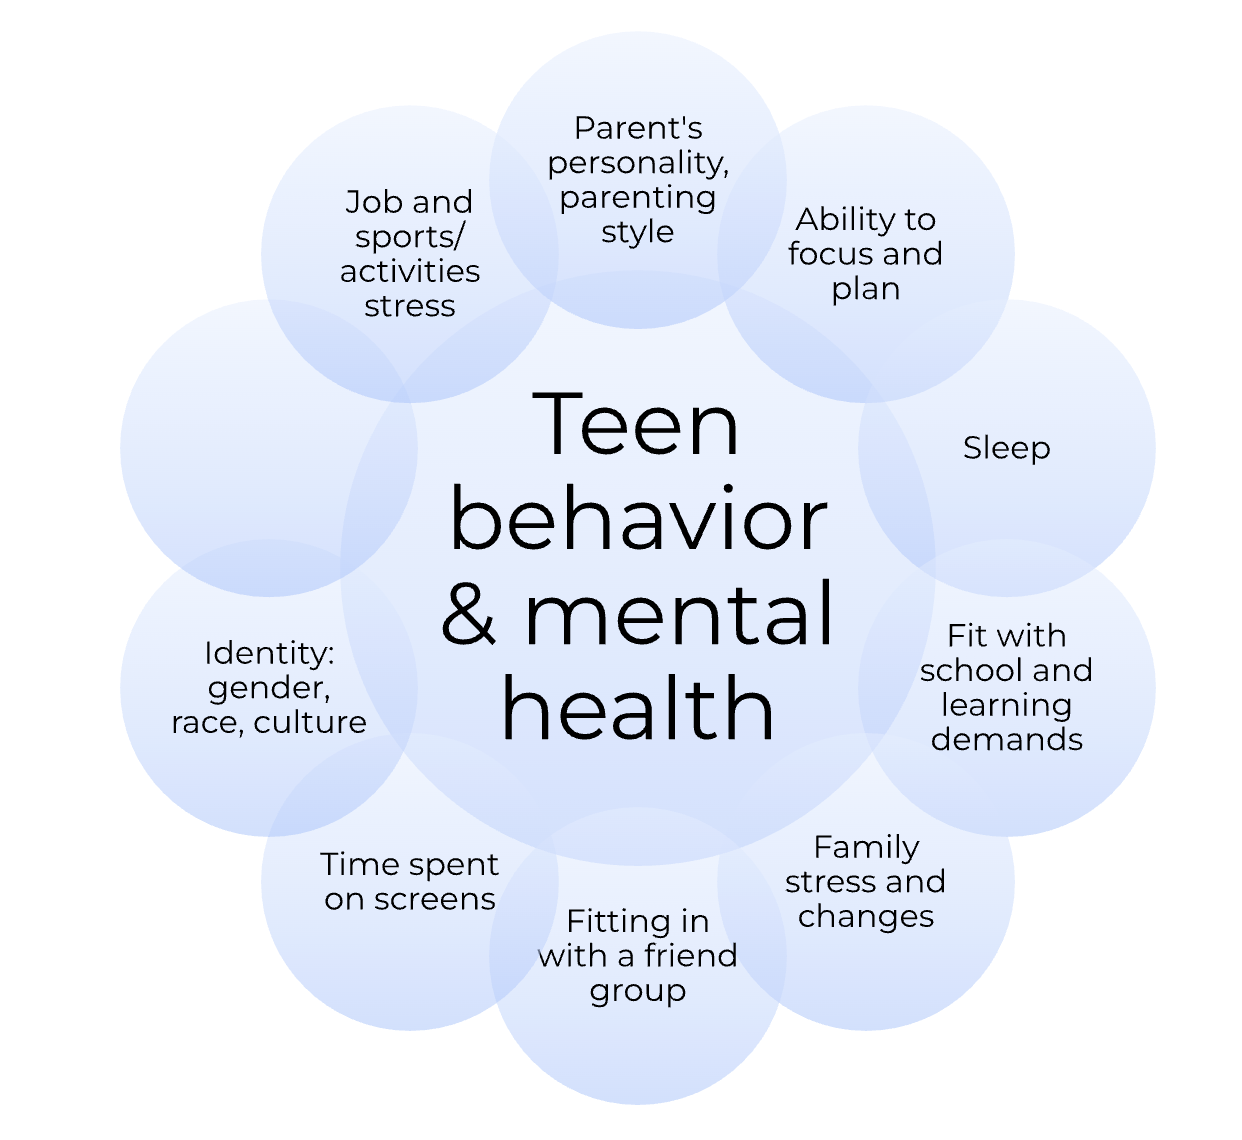 Parent's
personality,
parenting
style
Ability to
focus and
plan
Sleep
Fit with
school and
learning
demands
Family
stress and
changes
Fitting in
with a friend
group
Time spent
on screens
Identity:
gender,
race, culture
Job and
sports/
activities
stress
Teen
behavior
& mental
health